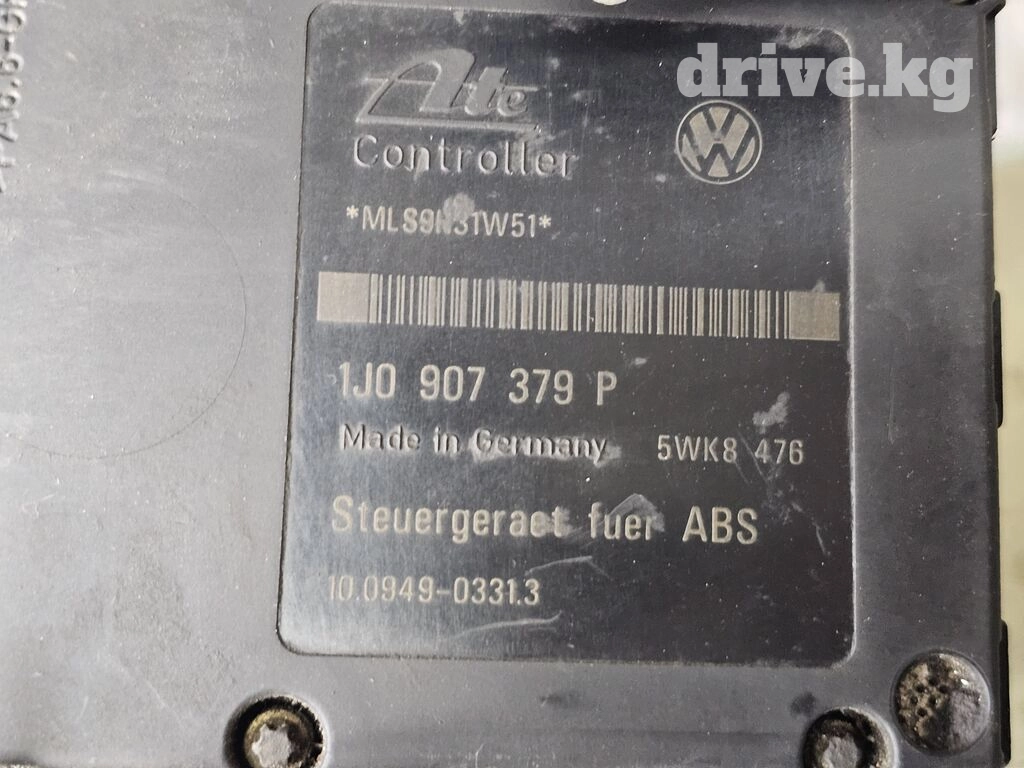 drive.kg
Ate
Controller
*MLS9N31W51*
1J0 907 379 P
Made in Germany 5WK8 476
Steuergeraet fuer ABS
10.0949-0331.3